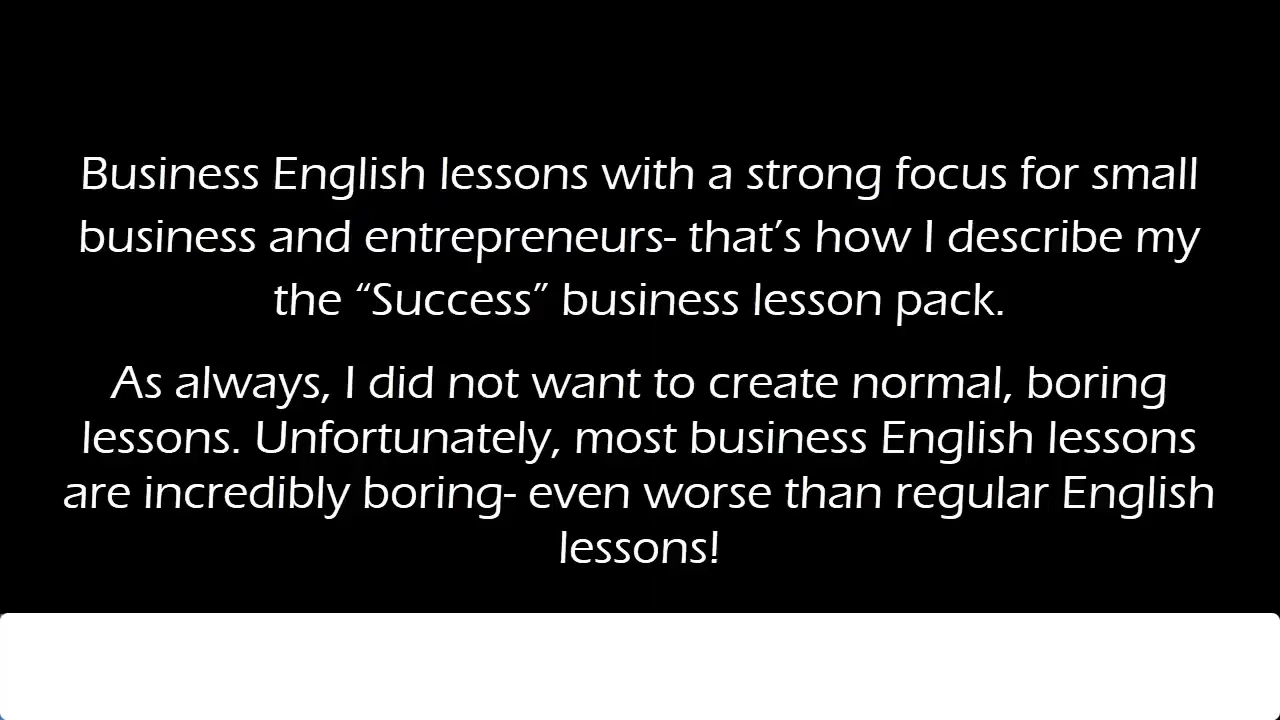 Business English lessons with a strong focus for small
business and entrepreneurs- that’s how I describe my
the “Success” business lesson pack.
As always, I did not want to create normal, boring
lessons. Unfortunately, most business English lessons
are incredibly boring- even worse than regular English
lessons!